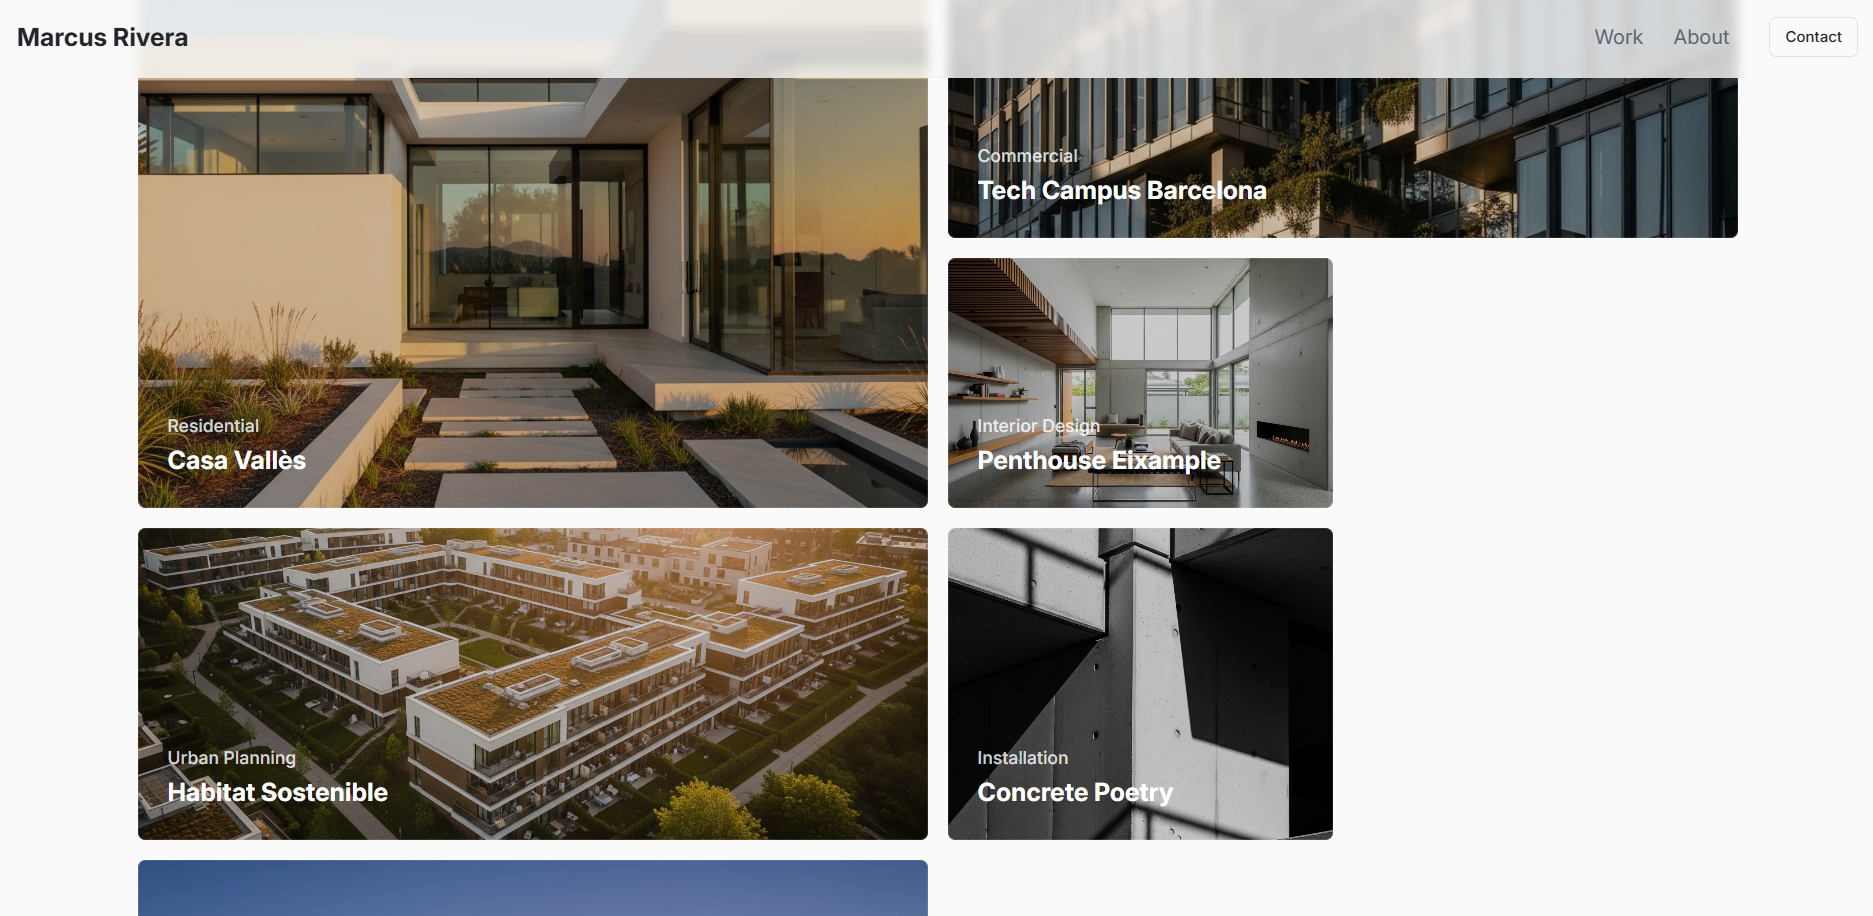 Marcus Rivera
Work
About
Contact
Commercial
Tech Campus Barcelona
Residential
Casa Vallès
Interior Design
Penthouse Eixample
Urban Planning
Habitat Sostenible
Installation
Concrete Poetry